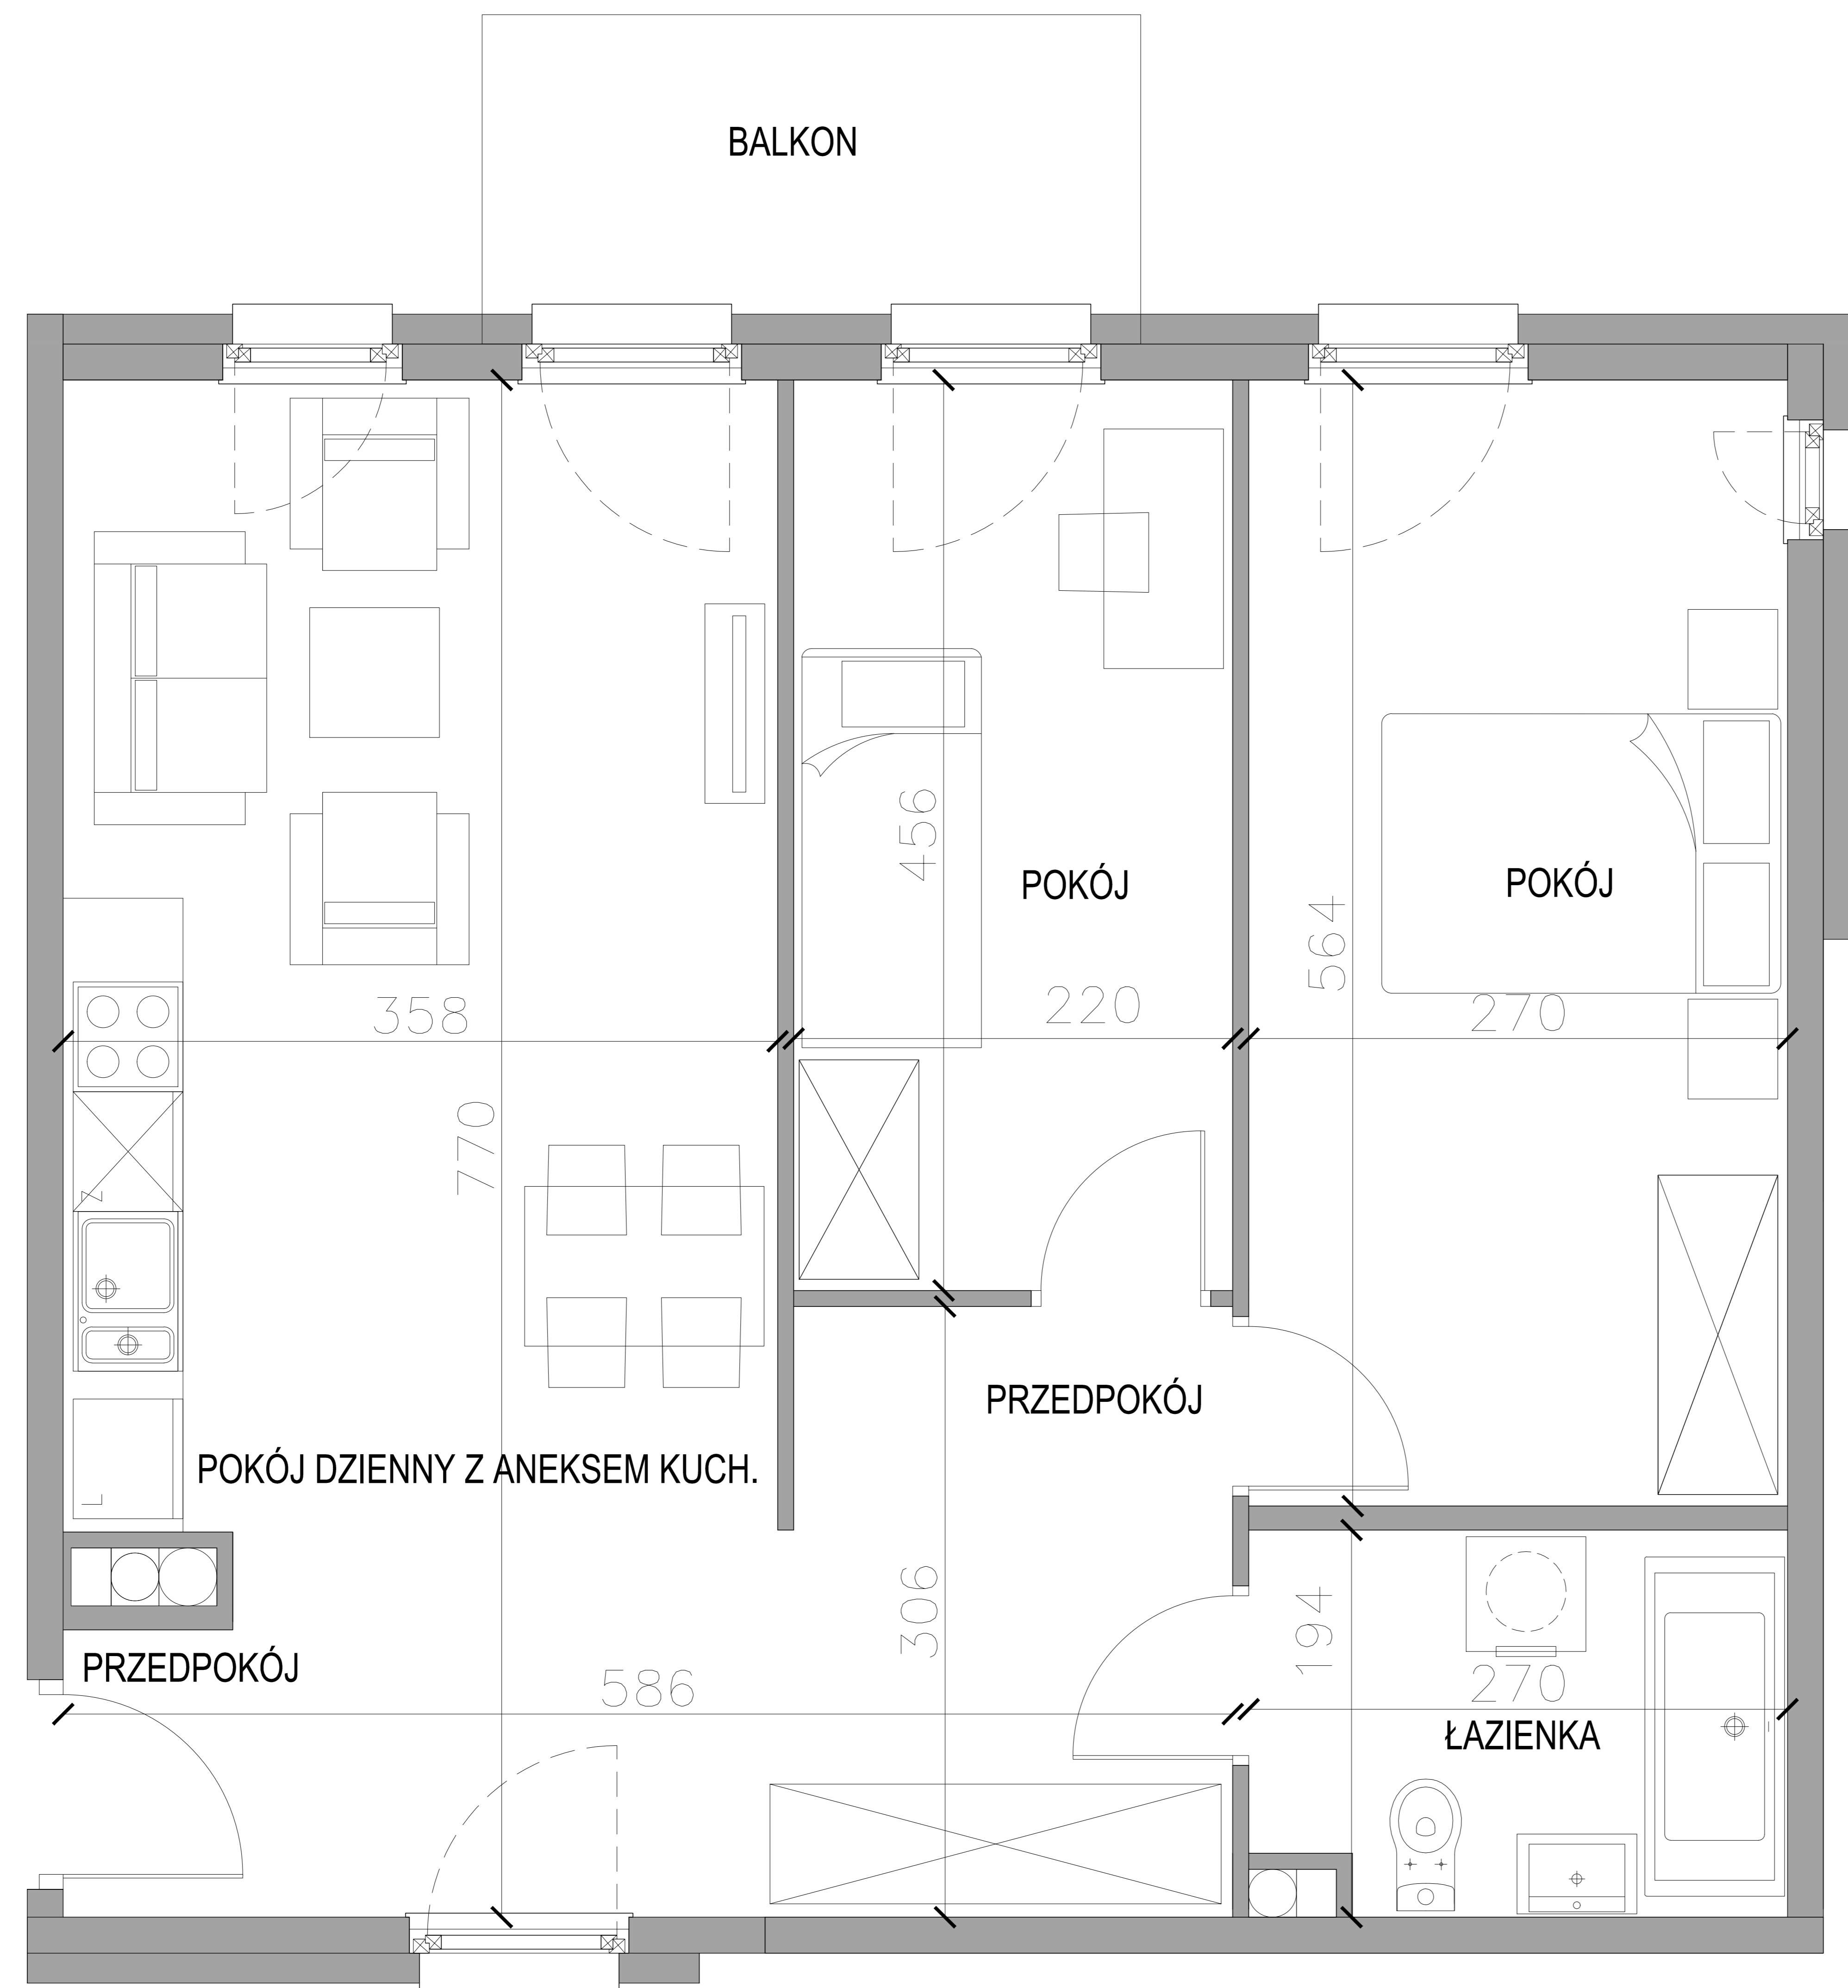 BALKON
456
POKÓJ
POKÓJ
564
358
220
270
770
PRZEDPOKÓJ
POKÓJ DZIENNY Z ANEKSEM KUCH.
306
194
PRZEDPOKÓJ
586
270
ŁAZIENKA